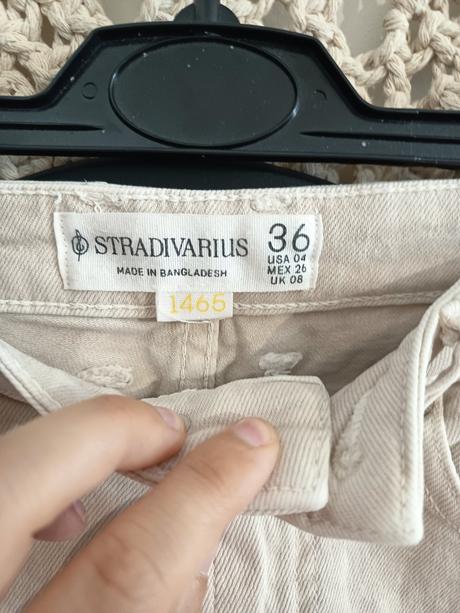 STRADIVARIUS
MADE IN BANGLADESH
36
USA 04
MEX 26
UK 08
1465